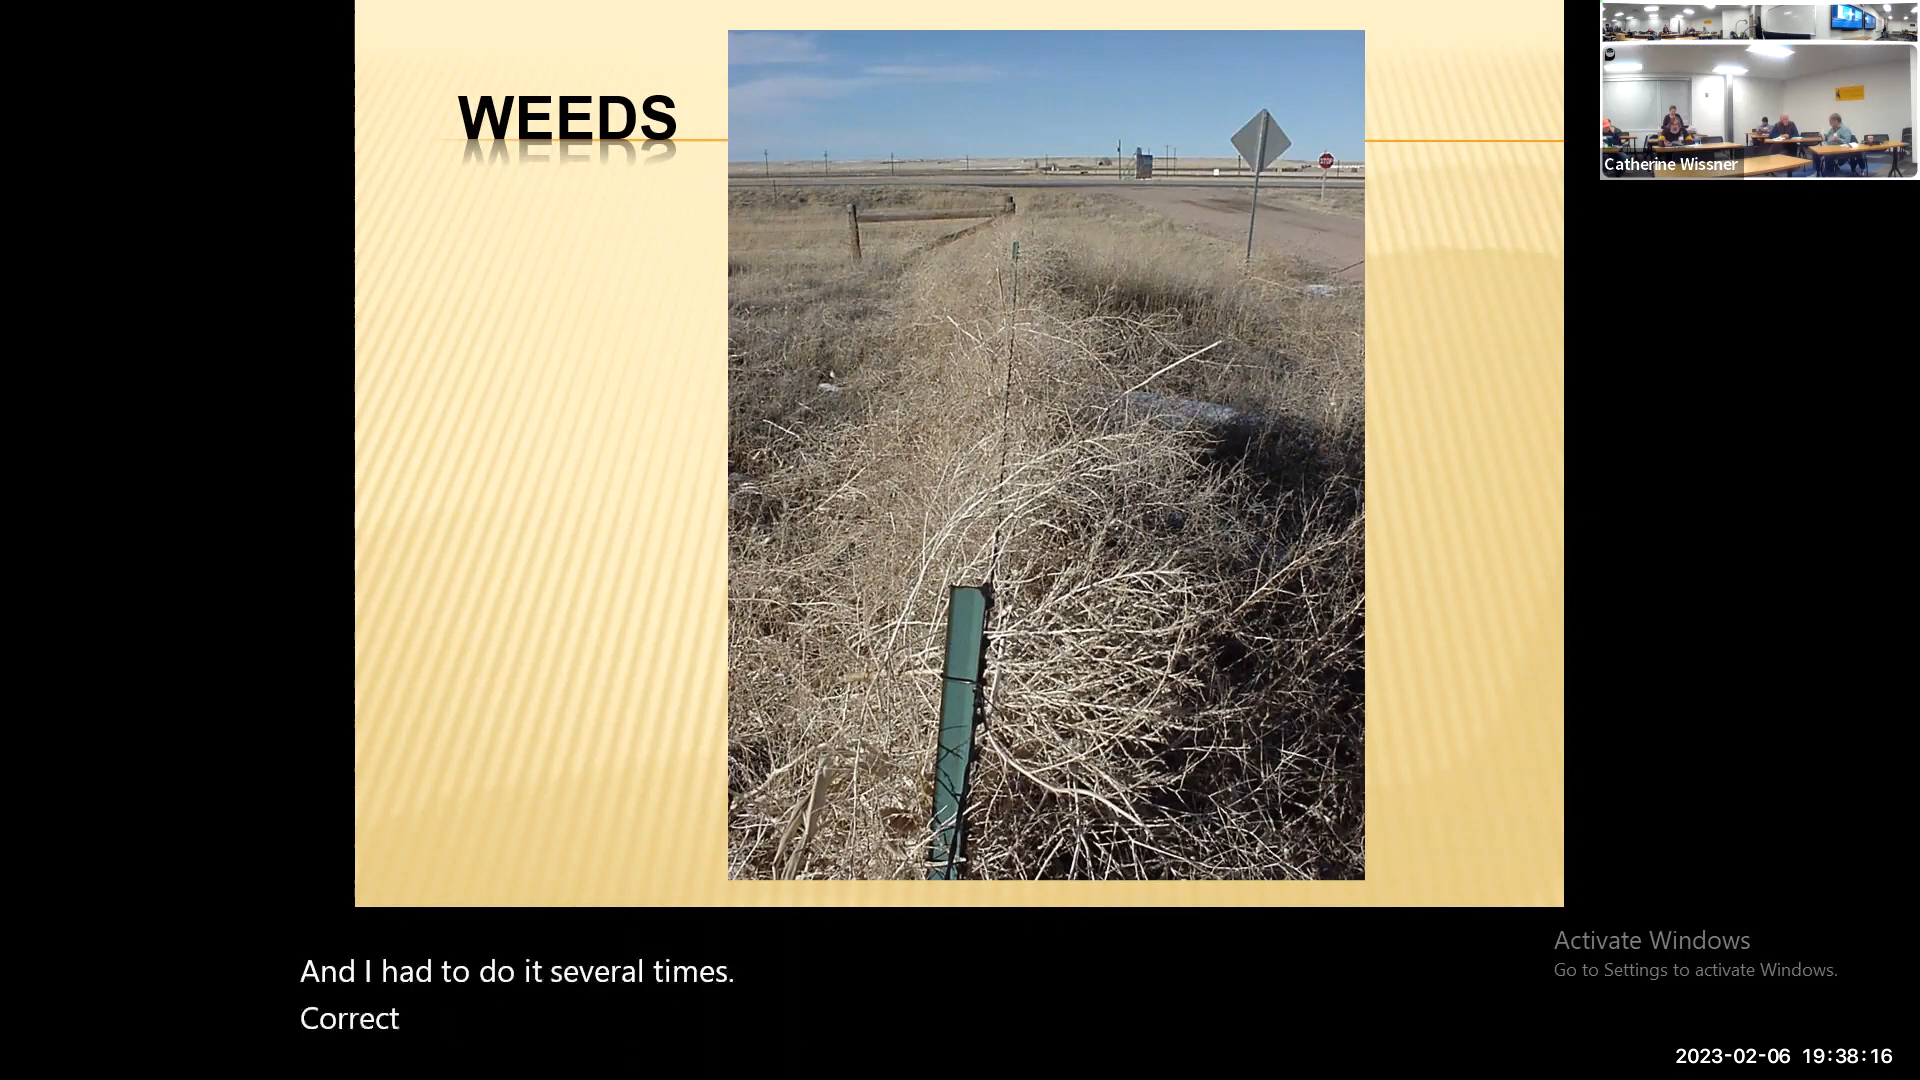 WEEDS
STOP
Catherine Wissner
And I had to do it several times.
Correct
Activate Windows
Go to Settings to activate Windows.
2023-02-06 19:38:16